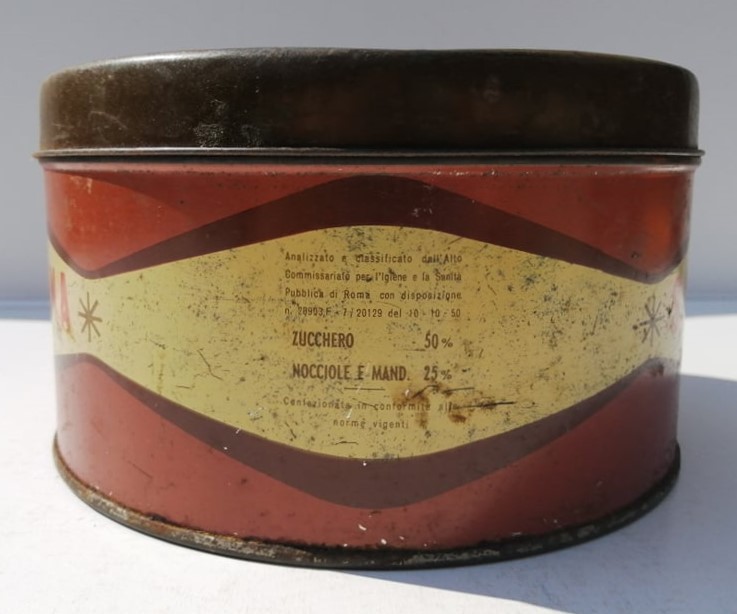 Analizzato e classificato dall'Alto
Commissariato per l'Igiene e la Sanità
Pubblica di Roma con disposizione
n. 20129 del 10 - 10 - 50
ZUCCHERO 50 %
NOCCIOLE E MAND. 25 %
Confezionato in conformità alle
norme vigenti